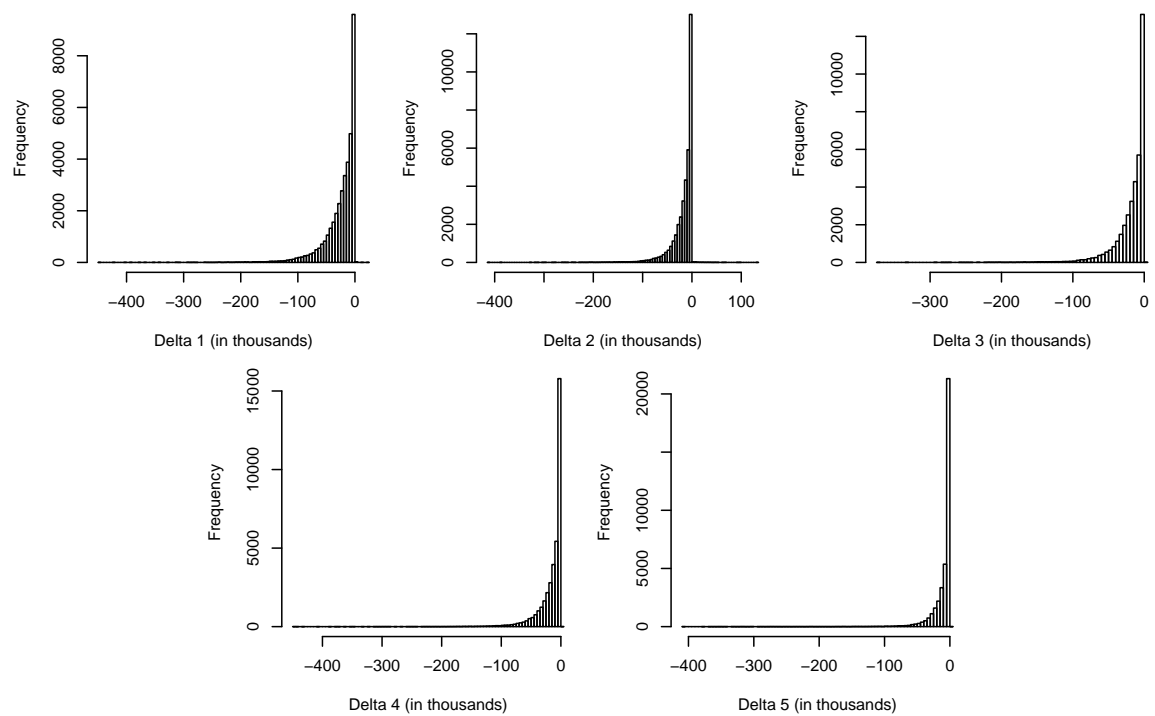 Frequency
0 2000 4000 6000 8000
−400 −300 −200 −100 0
Delta 1 (in thousands)
Frequency
0 2000 6000 10000
−400 −200 0 100
Delta 2 (in thousands)
Frequency
0 2000 6000 10000
−300 −100 0
Delta 3 (in thousands)
Frequency
0 5000 10000 15000
−400 −300 −200 −100 0
Delta 4 (in thousands)
Frequency
0 5000 10000 20000
−400 −300 −200 −100 0
Delta 5 (in thousands)